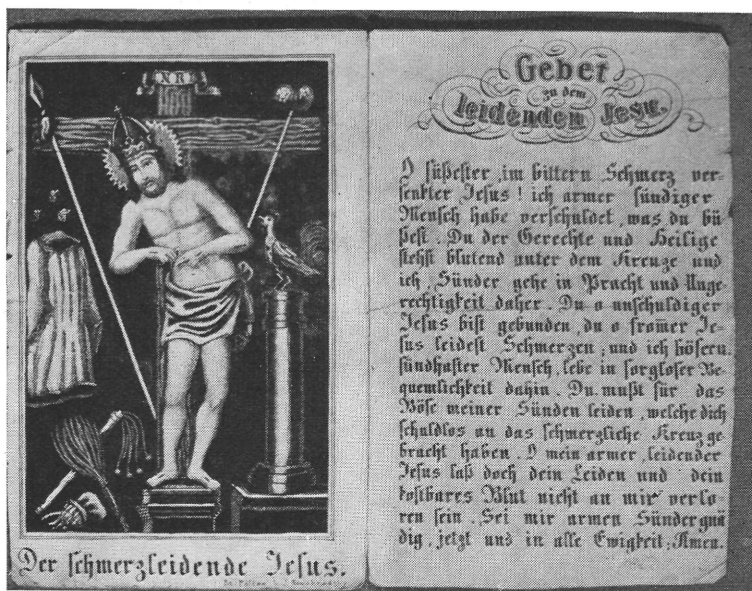 Der schmerzleidende Jesus.
Gebet
zu dem
leidenden Jesu.
O süßester, im bittern Schmerz ver-
senkter Jesus! ich armer sündiger
Mensch habe verschuldet, was du bü-
ßest. Du der Gerechte und Heilige
stehst blutend unter dem Kreuze und
ich, Sünder gehe in Pracht und Unge-
rechtigkeit daher. Du o unschuldiger
Jesus bist gebunden, du o from̄er Je-
sus leidest Schmerzen, und ichböser u.
sündhafter Mensch, lebe in sorgloser Be-
quemlichkeit dahin. Du mußt für das
Böse meiner Sünden leiden, welche dich
schuldlos an das schmerzliche Kreuz ge-
bracht haben. O mein armer, leidender
Jesus laß doch dein Leiden und dein
kostbares Blut nicht an mir verlo-
ren sein. Sei mir armen Sünder gnä-
dig, jetzt und in alle Ewigkeit; Amen.